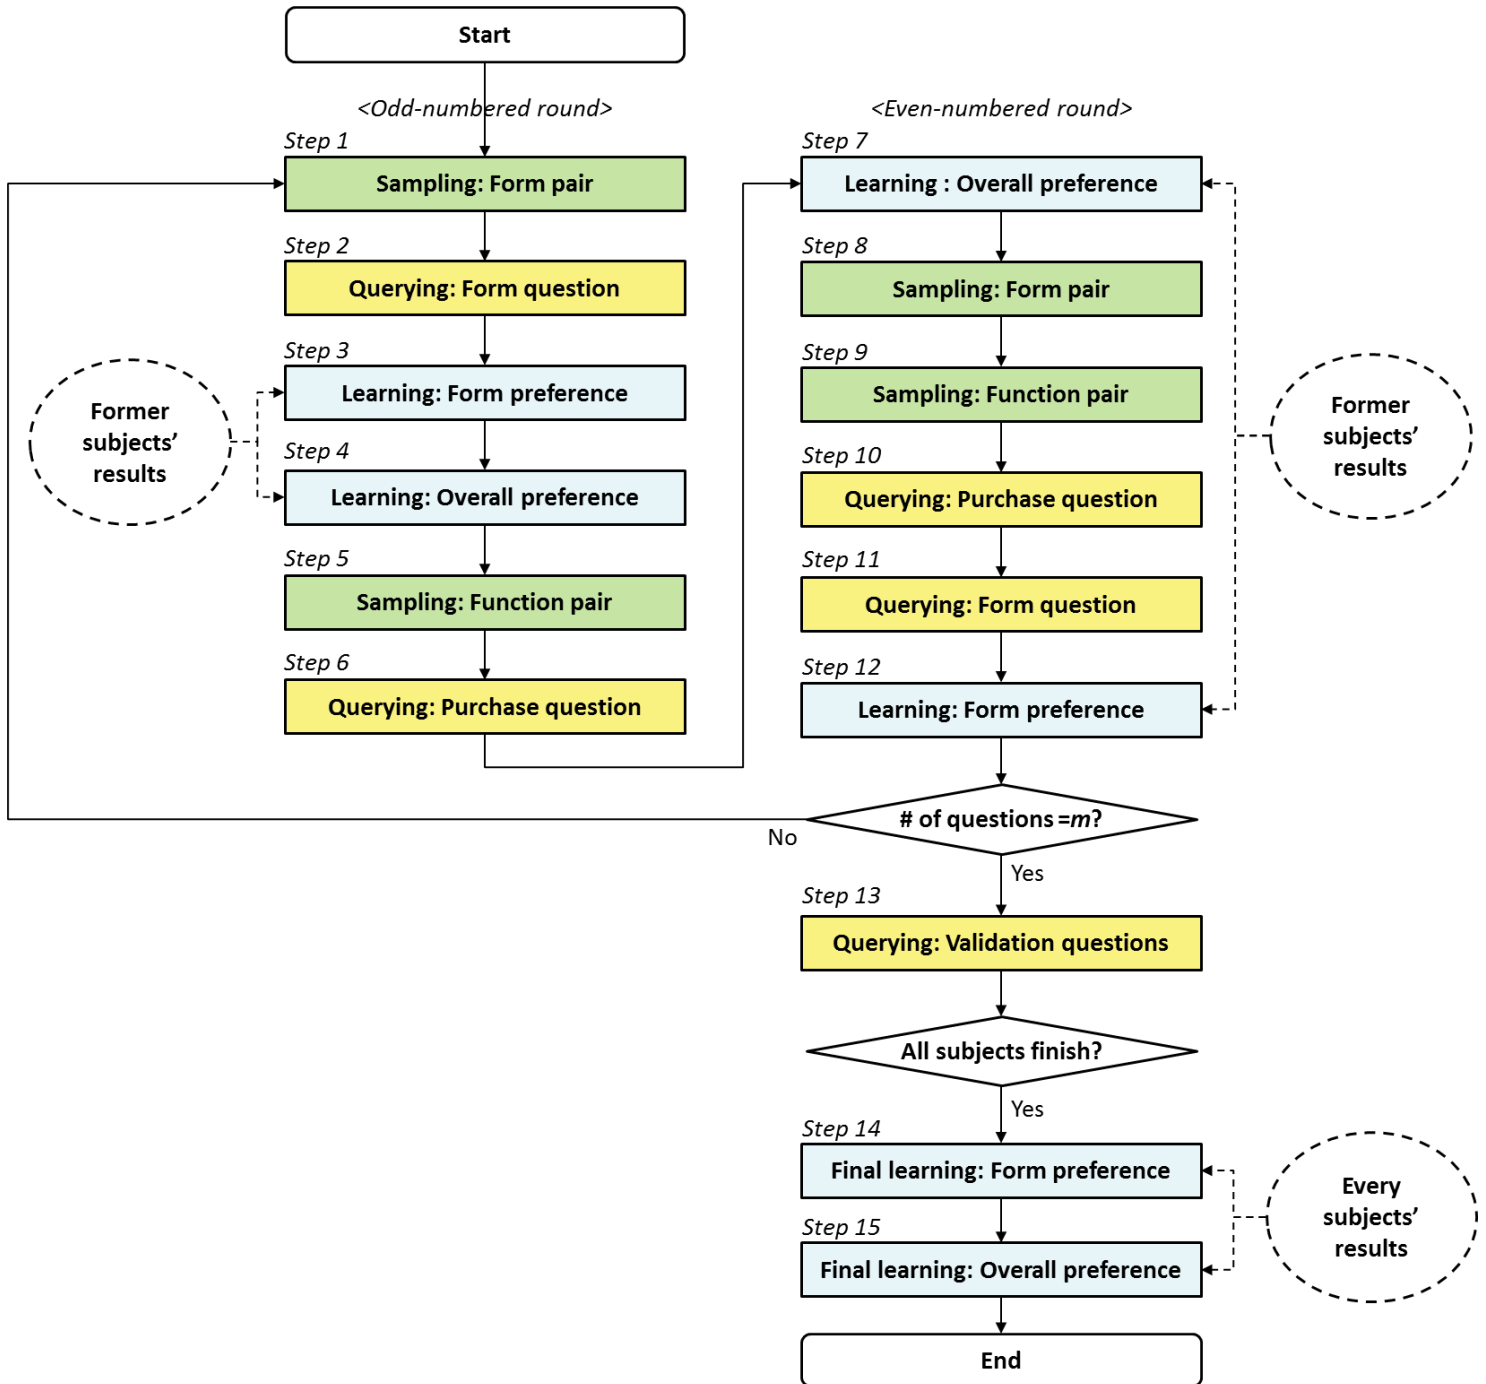 Start
<Odd-numbered round>
Step 1
Sampling: Form pair
Step 2
Querying: Form question
Step 3
Learning: Form preference
Former
subjects’
results
Step 4
Learning: Overall preference
Step 5
Sampling: Function pair
Step 6
Querying: Purchase question
<Even-numbered round>
Step 7
Learning : Overall preference
Step 8
Sampling: Form pair
Step 9
Sampling: Function pair
Former
subjects’
results
Step 10
Querying: Purchase question
Step 11
Querying: Form question
Step 12
Learning: Form preference
# of questions =m?
No
Yes
Step 13
Querying: Validation questions
All subjects finish?
Yes
Step 14
Final learning: Form preference
Every
subjects’
results
Step 15
Final learning: Overall preference
End